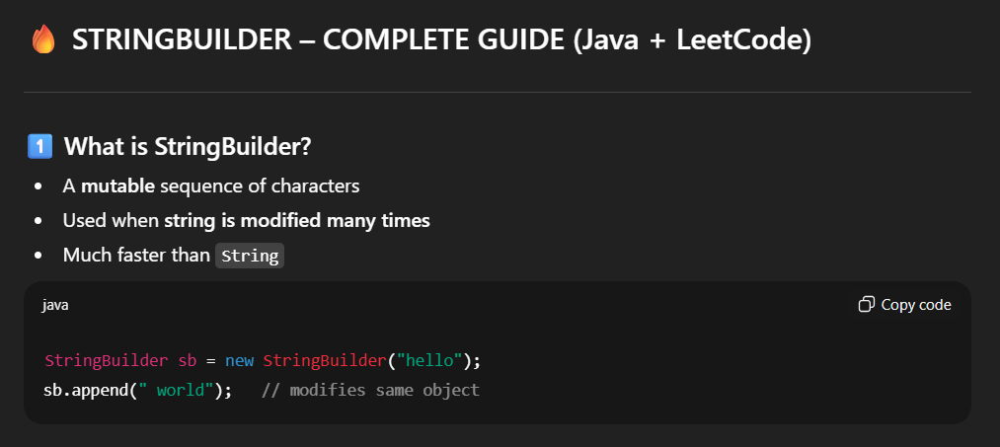 🔥 STRINGBUILDER – COMPLETE GUIDE (Java + LeetCode)
1️⃣ What is StringBuilder?
• A mutable sequence of characters
• Used when string is modified many times
• Much faster than String
java
Copy code
StringBuilder sb = new StringBuilder("hello");
sb.append(" world");   // modifies same object